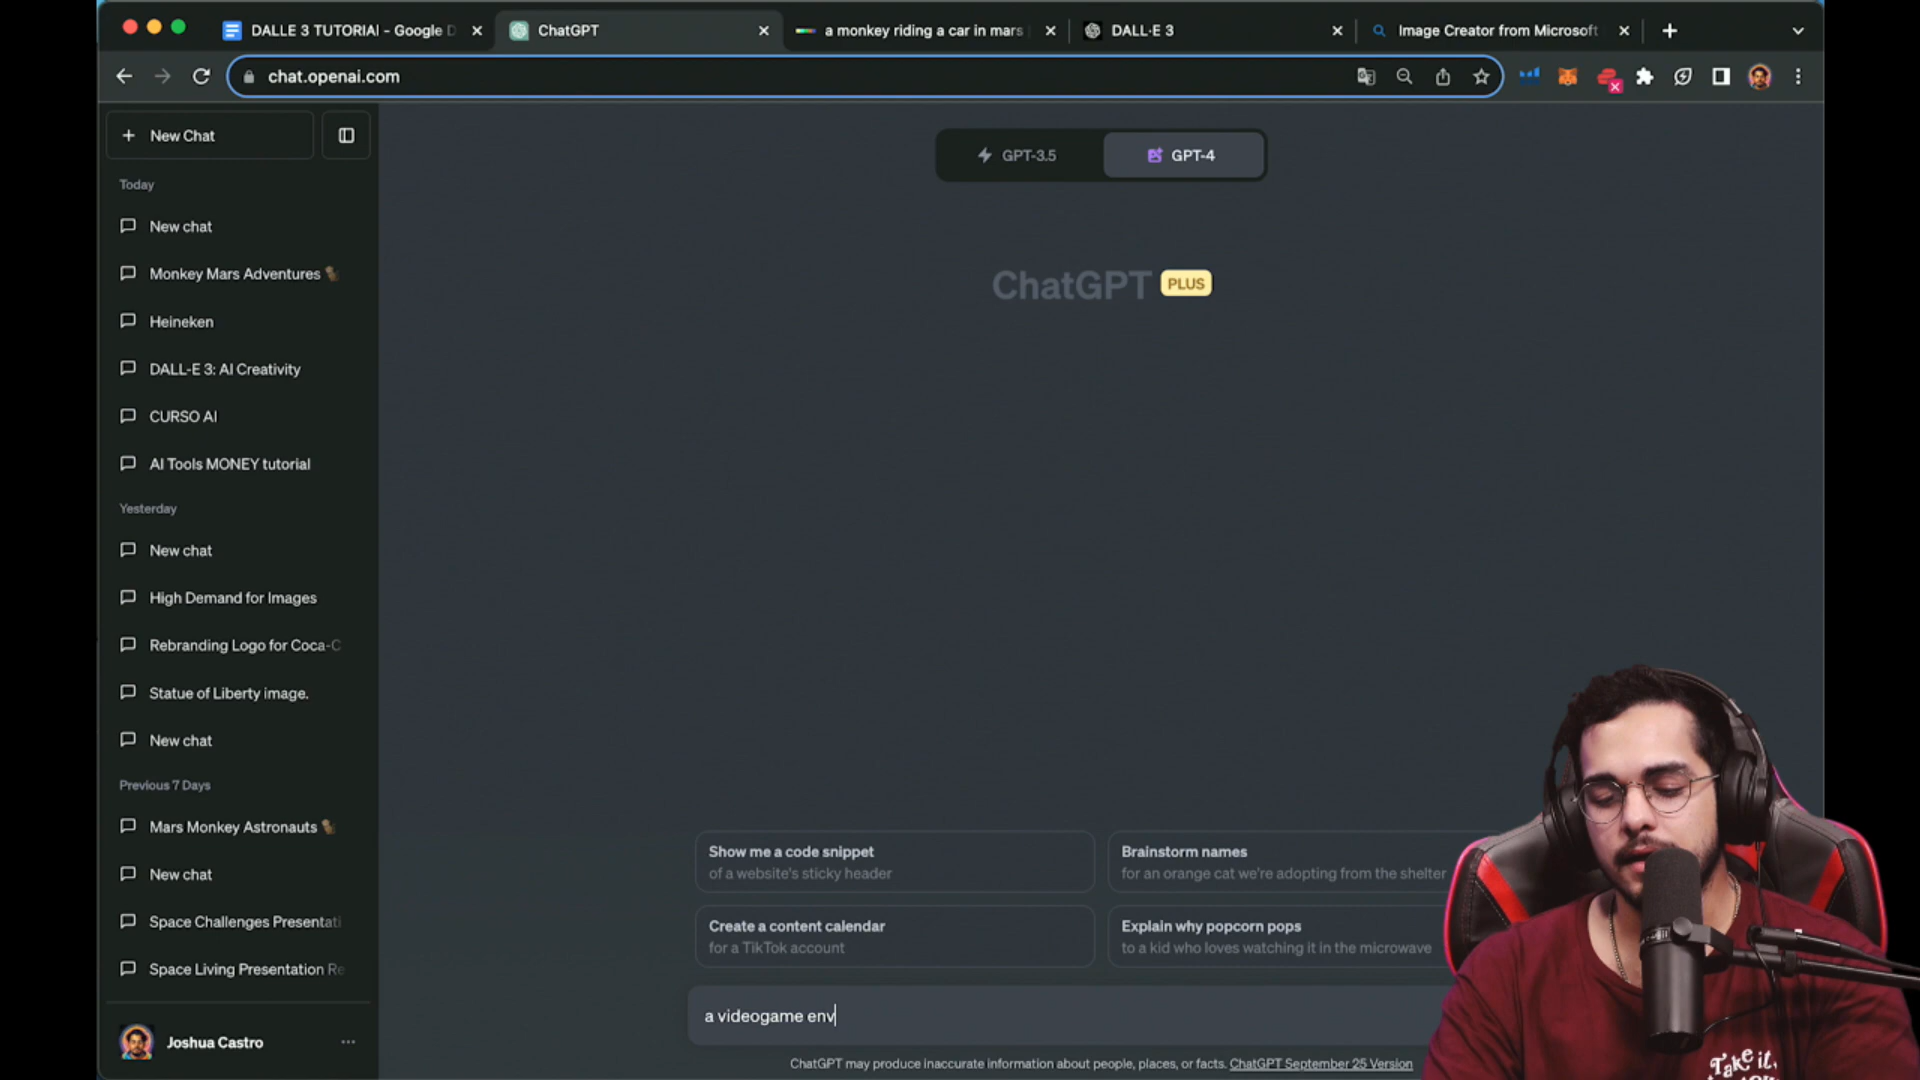 DALLE 3 TUTORIAl - Google D
ChatGPT
a monkey riding a car in mars
DALL·E 3
Image Creator from Microsoft
chat.openai.com
New Chat
Today
New chat
Monkey Mars Adventures
Heineken
DALL-E 3: AI Creativity
CURSO AI
AI Tools MONEY tutorial
Yesterday
New chat
High Demand for Images
Rebranding Logo for Coca-C
Statue of Liberty image.
New chat
Previous 7 Days
Mars Monkey Astronauts
New chat
Space Challenges Presentati
Space Living Presentation Re
Joshua Castro
GPT-3.5
GPT-4
ChatGPT PLUS
Show me a code snippet
of a website's sticky header
Brainstorm names
for an orange cat we're adopting from the shelter
Create a content calendar
for a TikTok account
Explain why popcorn pops
to a kid who loves watching it in the microwave
a videogame env
ChatGPT may produce inaccurate information about people, places, or facts. ChatGPT September 25 Version
Take it,